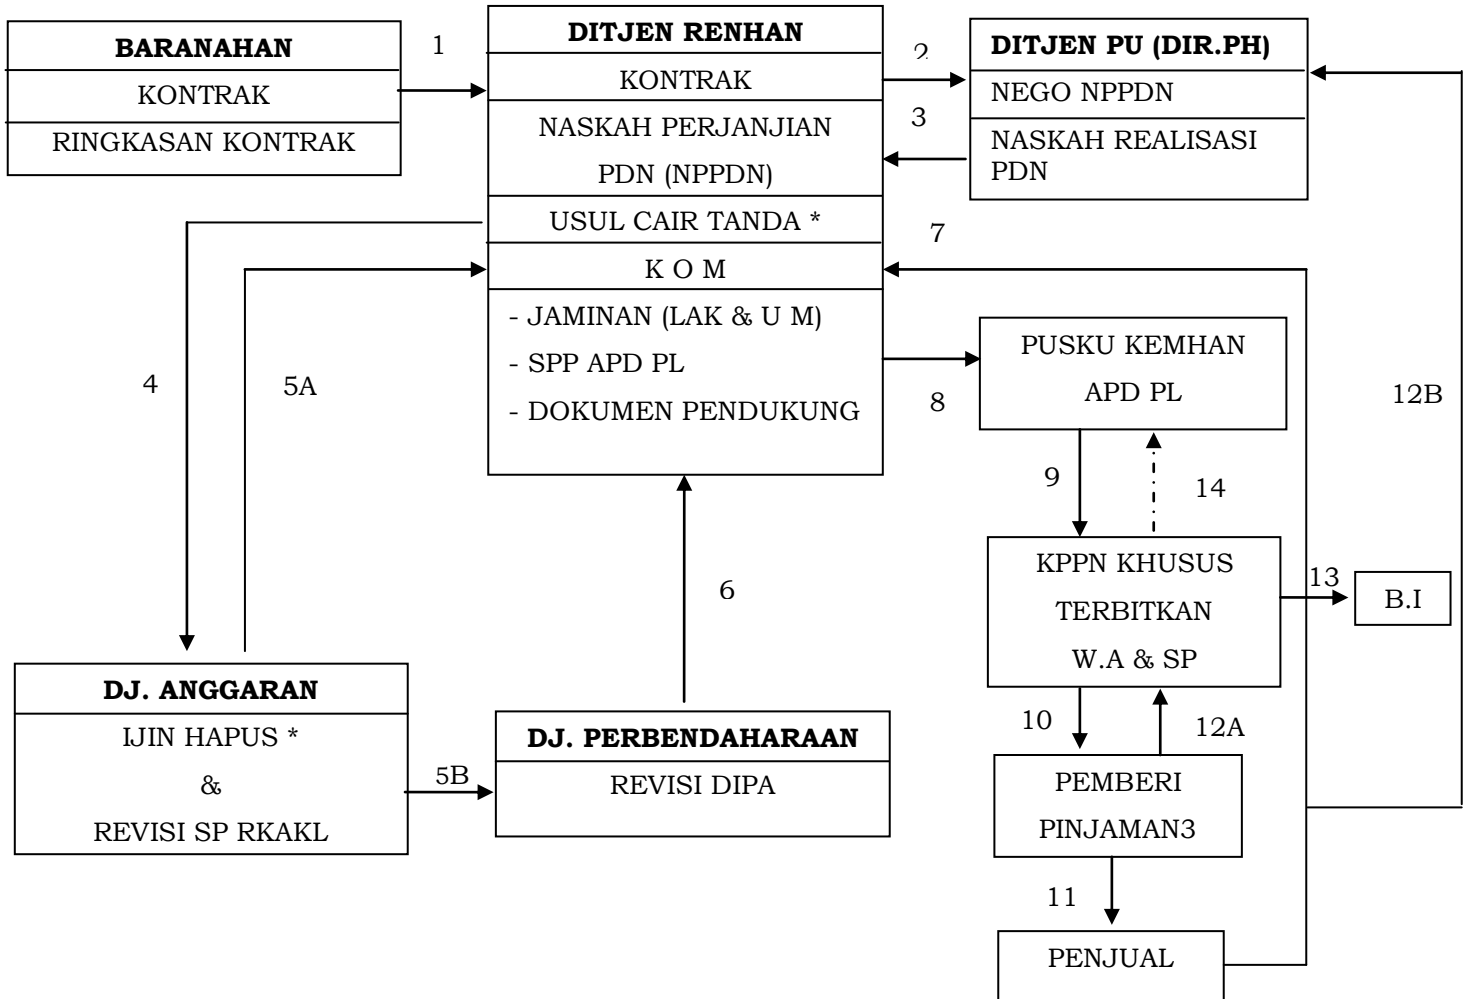 BARANAHAN
KONTRAK
RINGKASAN KONTRAK
1
DITJEN RENHAN
KONTRAK
NASKAH PERJANJIAN
PDN (NPPDN)
USUL CAIR TANDA *
K O M
- JAMINAN (LAK & U M)
- SPP APD PL
- DOKUMEN PENDUKUNG
2
3
DITJEN PU (DIR.PH)
NEGO NPPDN
NASKAH REALISASI
PDN
7
4
5A
8
PUSKU KEMHAN
APD PL
12B
9
14
KPPN KHUSUS
TERBITKAN
W.A & SP
13
B.I
6
DJ. ANGGARAN
IJIN HAPUS *
&
REVISI SP RKAKL
5B
DJ. PERBENDAHARAAN
REVISI DIPA
10
12A
PEMBERI
PINJAMAN3
11
PENJUAL